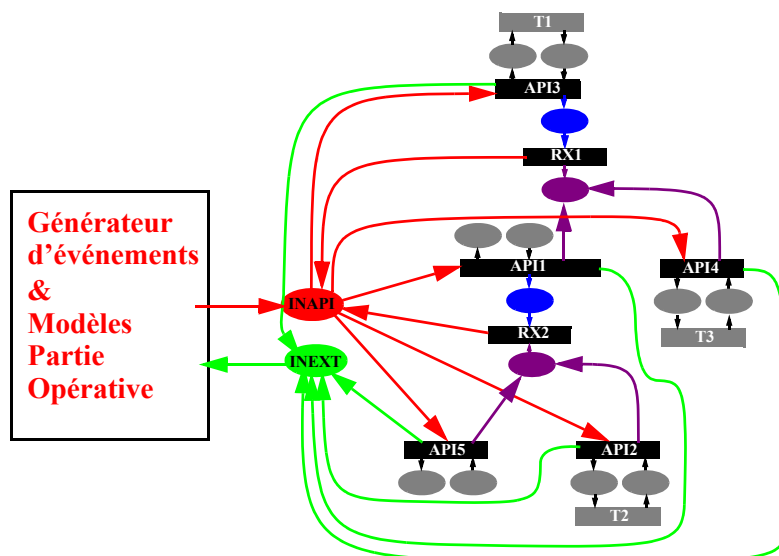 T1
API3
RX1
Générateur
d'événements
&
Modèles
Partie
Opérative
API1
API4
INAPI
RX2
T3
INEXT
API5
API2
T2